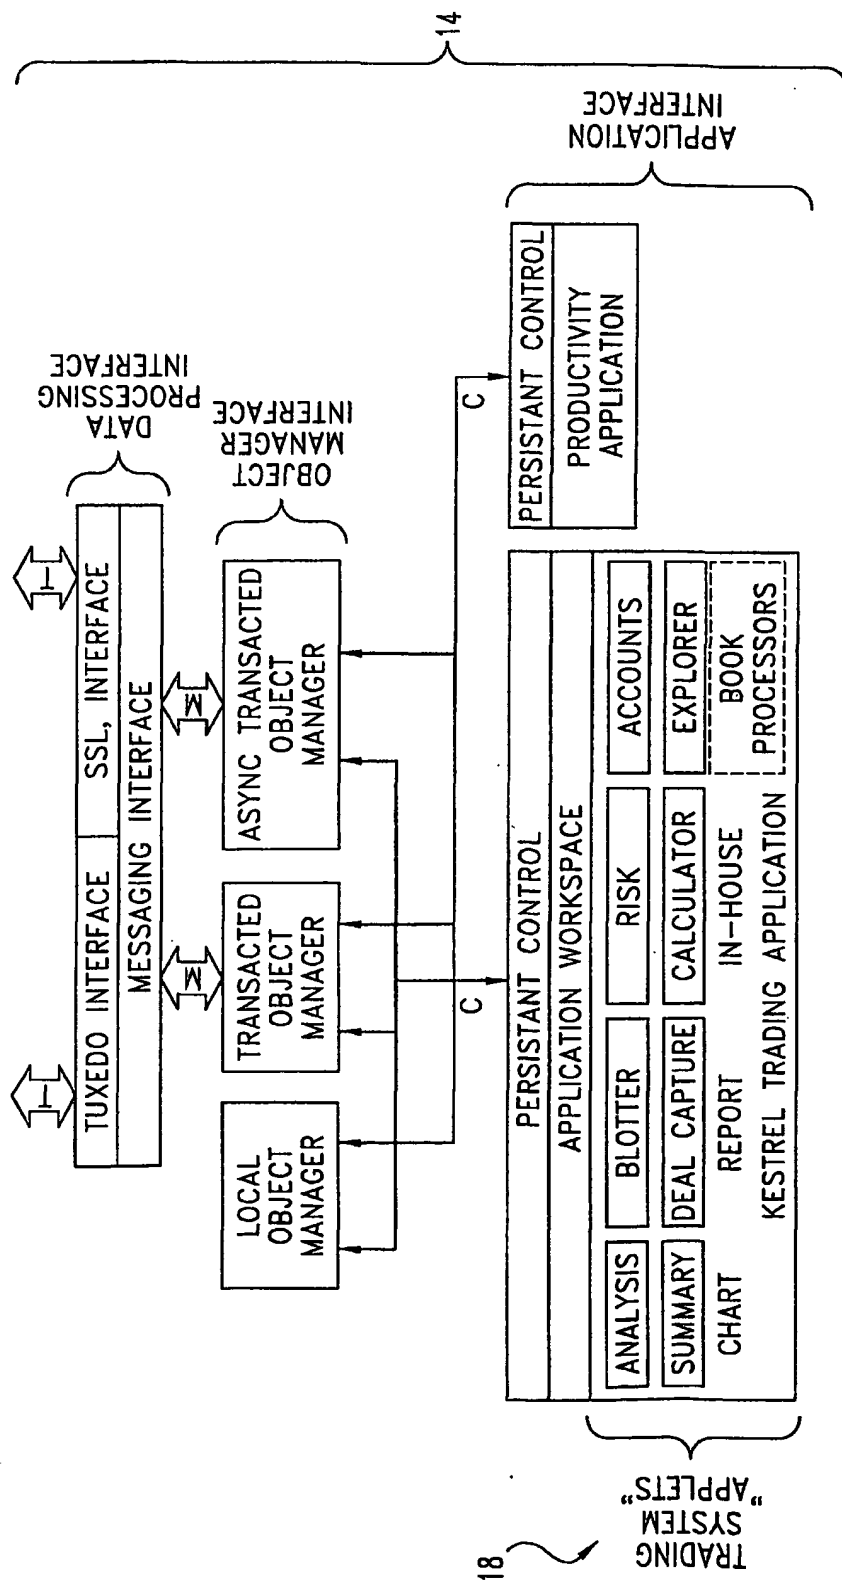 14
DATA
PROCESSING
INTERFACE
T
T
TUXEDO INTERFACE
SSL, INTERFACE
MESSAGING INTERFACE
M
M
OBJECT
MANAGER
INTERFACE
LOCAL
OBJECT
MANAGER
TRANSACTED
OBJECT
MANAGER
ASYNC TRANSACTED
OBJECT
MANAGER
C
C
APPLICATION
INTERFACE
PERSISTANT CONTROL
APPLICATION WORKSPACE
PERSISTANT CONTROL
PRODUCTIVITY
APPLICATION
18
TRADING
SYSTEM
"APPLETS"
ANALYSIS
BLOTTER
RISK
ACCOUNTS
SUMMARY
DEAL CAPTURE
CALCULATOR
EXPLORER
CHART
REPORT
IN-HOUSE
BOOK
PROCESSORS
KESTREL TRADING APPLICATION